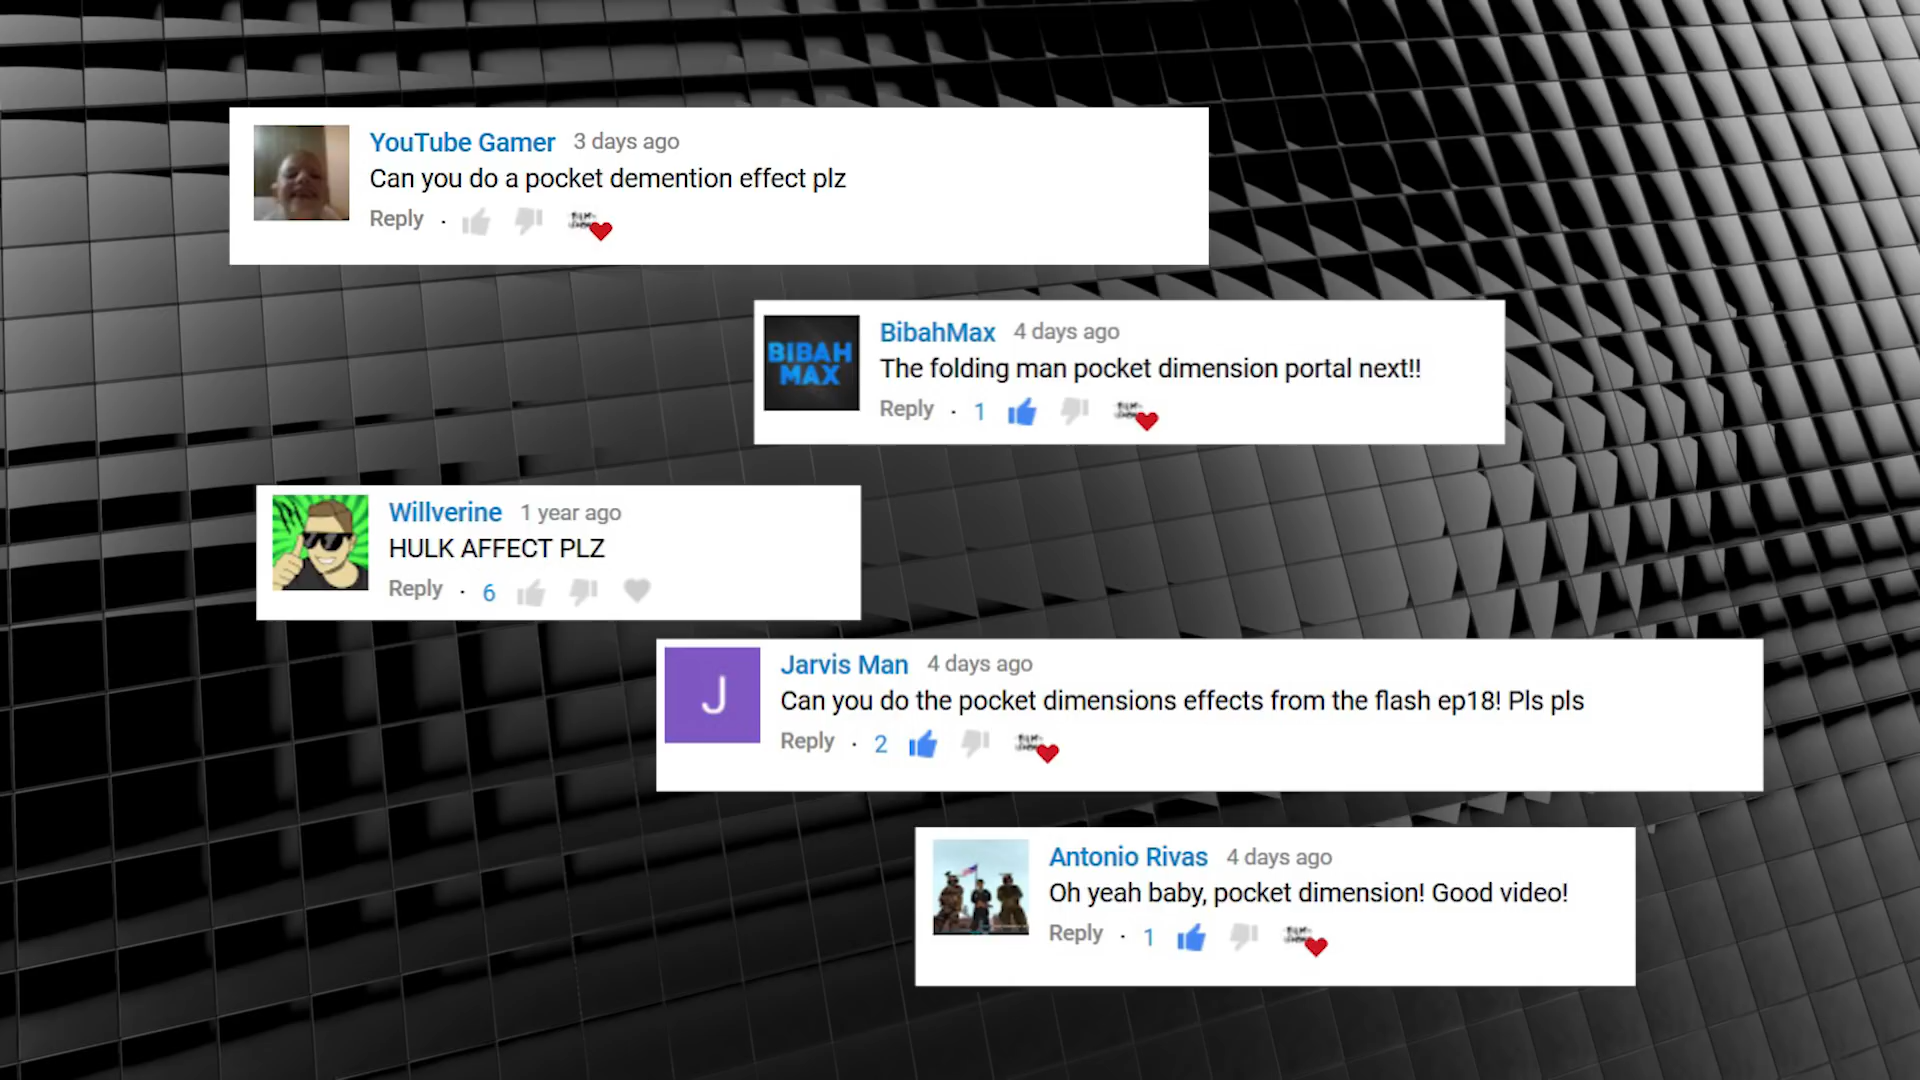 YouTube Gamer 3 days ago
Can you do a pocket demention effect plz
Reply ·
BIBAH
MAX
BibahMax 4 days ago
The folding man pocket dimension portal next!!
Reply · 1
Willverine 1 year ago
HULK AFFECT PLZ
Reply · 6
J
Jarvis Man 4 days ago
Can you do the pocket dimensions effects from the flash ep18! Pls pls
Reply · 2
Antonio Rivas 4 days ago
Oh yeah baby, pocket dimension! Good video!
Reply · 1